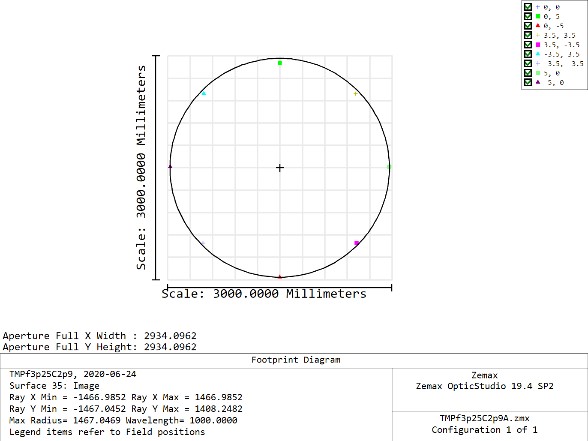 0, 0
0, 5
0, -5
3.5, 3.5
3.5, -3.5
-3.5, 3.5
-3.5, -3.5
5, 0
-5, 0
Scale: 3000.0000 Millimeters
Scale: 3000.0000 Millimeters
Aperture Full X Width : 2934.0962
Aperture Full Y Height: 2934.0962
Footprint Diagram
TMPf3p25C2p9, 2020-06-24
Surface 35: Image
Ray X Min = -1466.9852 Ray X Max = 1466.9852
Ray Y Min = -1467.0452 Ray Y Max = 1408.2482
Max Radius= 1467.0469 Wavelength= 1000.0000
Legend items refer to Field positions
Zemax
Zemax OpticStudio 19.4 SP2
TMPf3p25C2p9A.zmx
Configuration 1 of 1